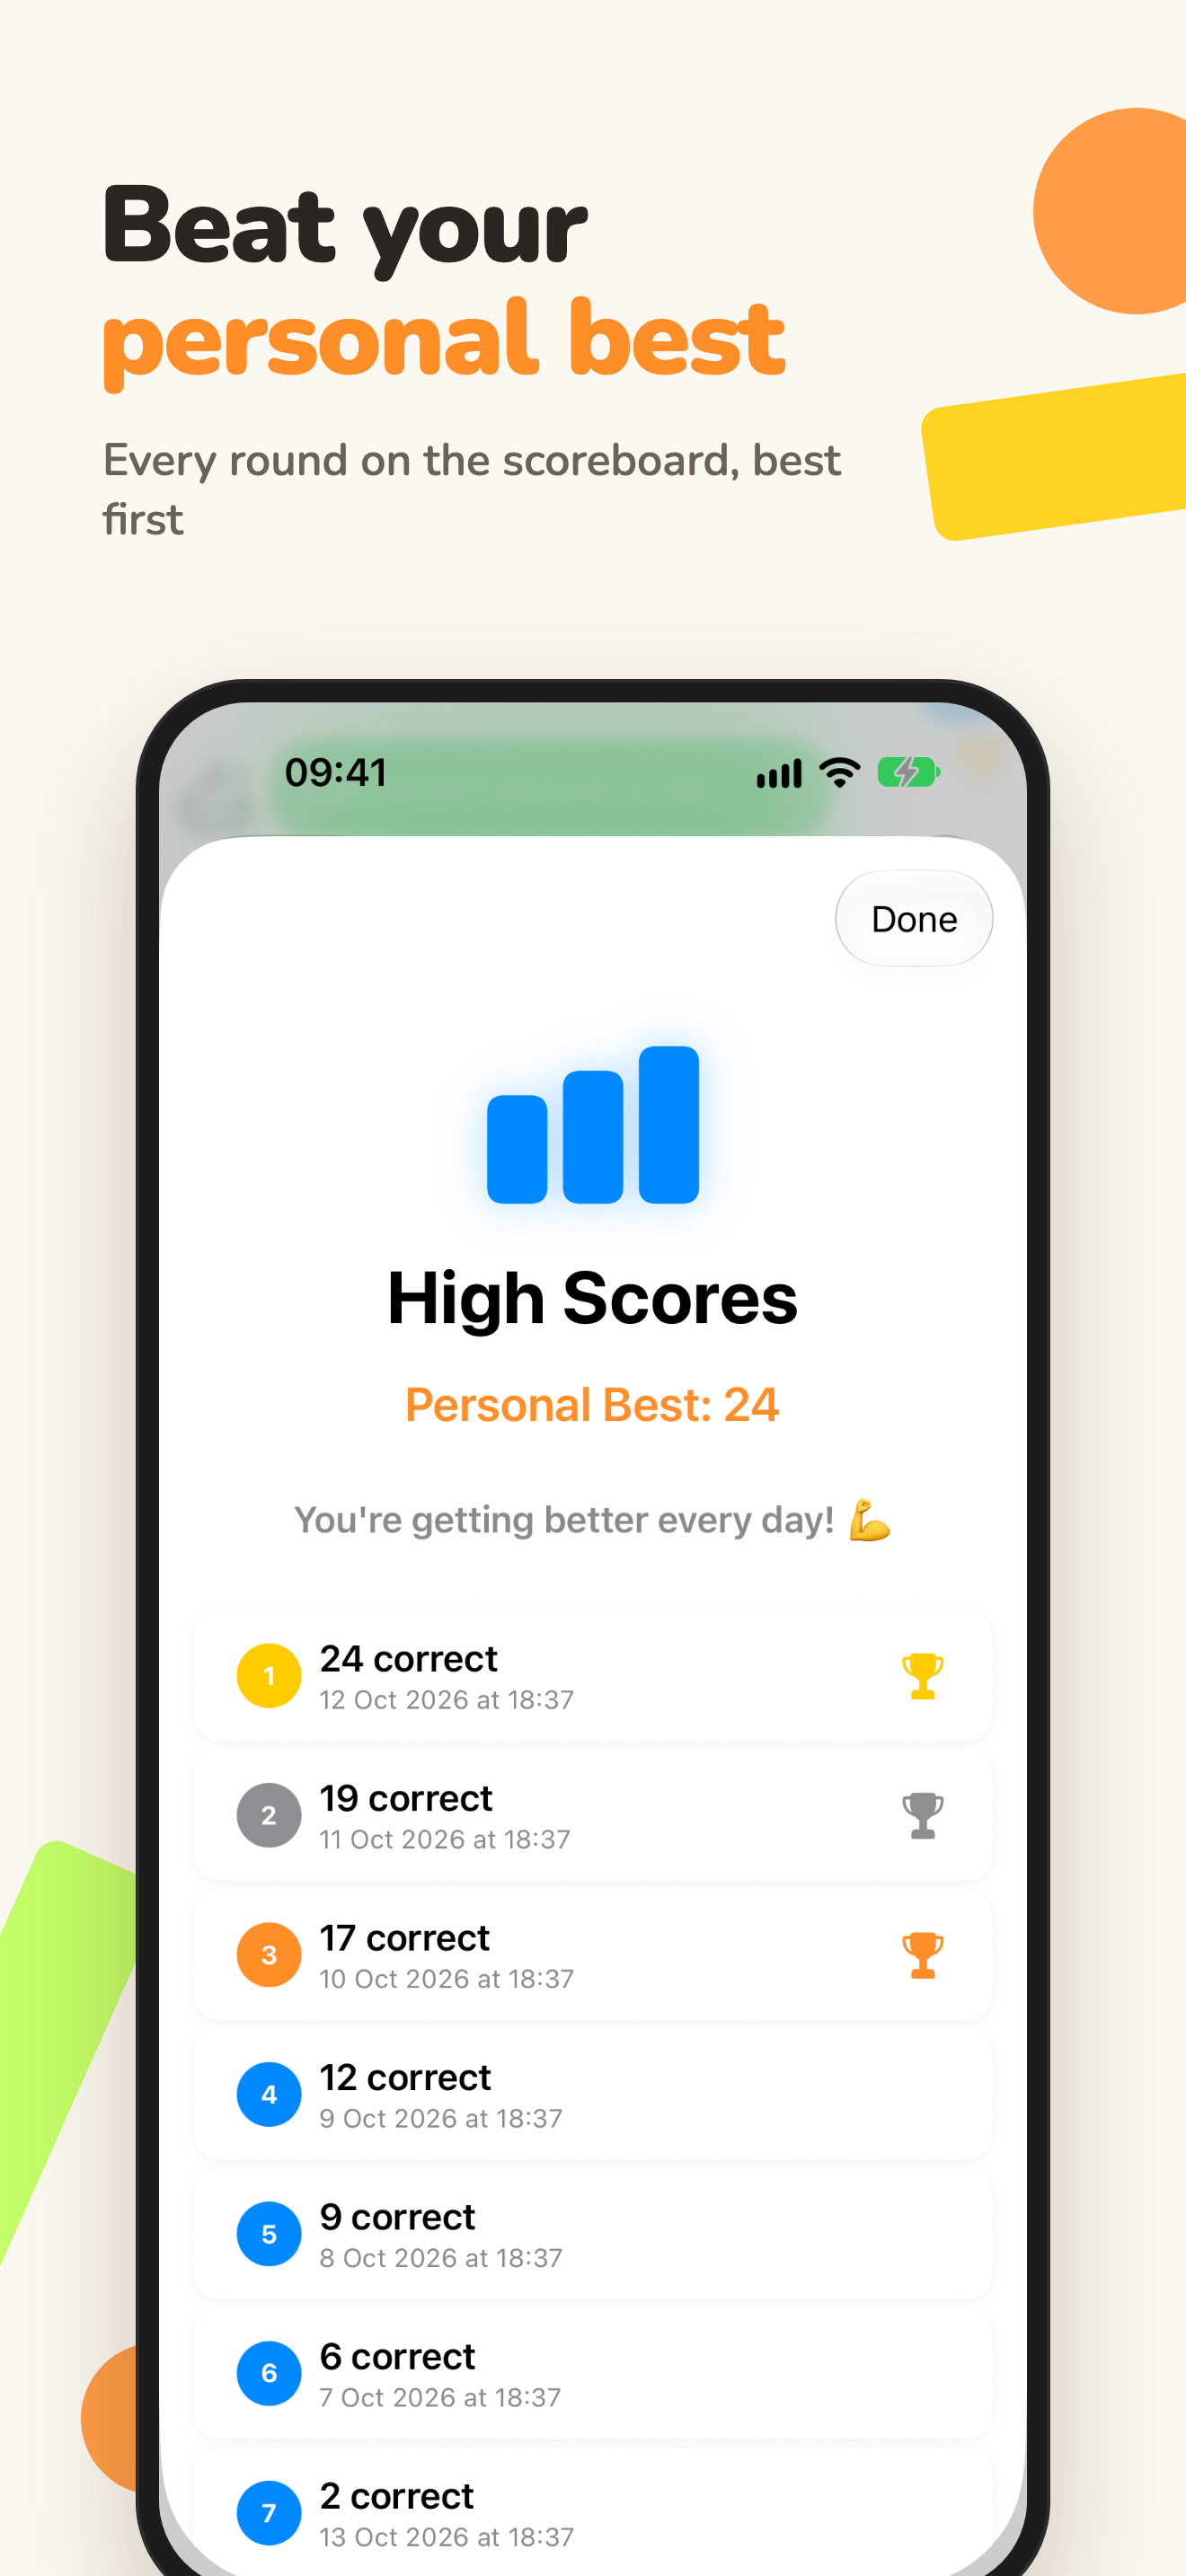 Beat your
personal best
Every round on the scoreboard, best
first
09:41
Done
High Scores
Personal Best: 24
You're getting better every day! 💪
1
24 correct
12 Oct 2026 at 18:37
2
19 correct
11 Oct 2026 at 18:37
3
17 correct
10 Oct 2026 at 18:37
4
12 correct
9 Oct 2026 at 18:37
5
9 correct
8 Oct 2026 at 18:37
6
6 correct
7 Oct 2026 at 18:37
7
2 correct
13 Oct 2026 at 18:37